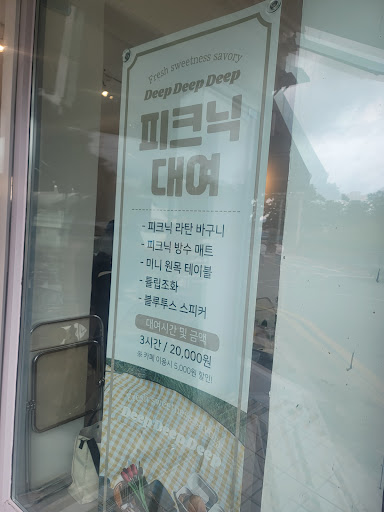 Fresh sweetness savory
Deep Deep Deep
피크닉
대여
- 피크닉 라탄 바구니
- 피크닉 방수 매트
- 미니 원목 테이블
- 튤립조화
- 블루투스 스피커
대여시간 및 금액
3시간 / 20,000원
※ 카페 이용시 5,000원 할인!
Deep Deep Deep